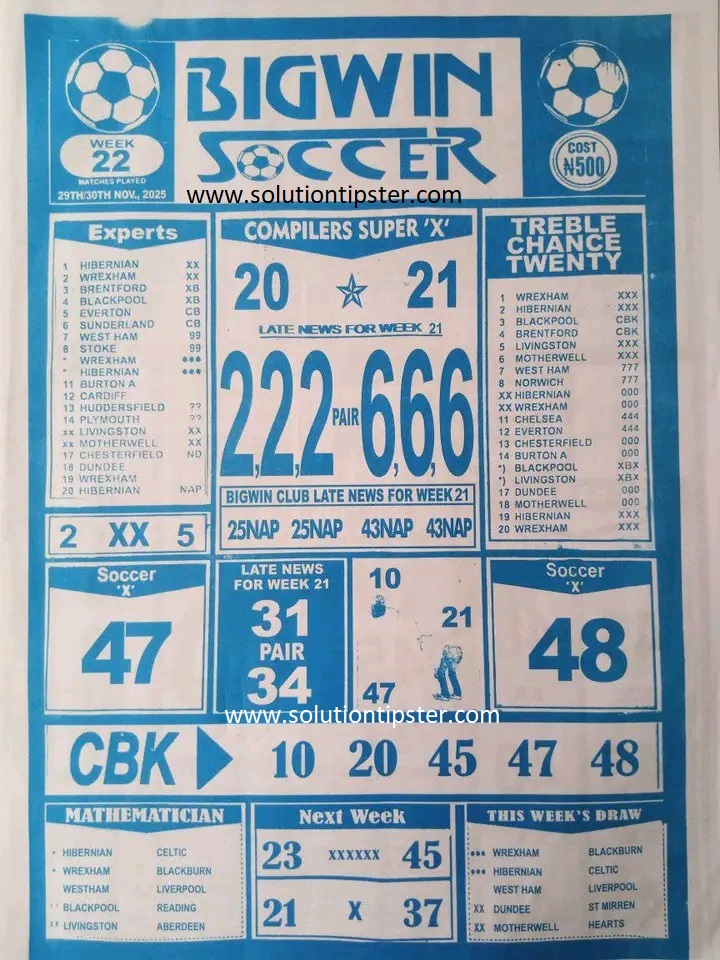 BIGWIN
SOCCER
WEEK
22
MATCHES PLAYED
29TH/30TH NOV., 2025
COST
₦500
www.solutiontipster.com
Experts
1 HIBERNIAN XX
2 WREXHAM XX
3 BRENTFORD XB
4 BLACKPOOL XB
5 EVERTON CB
6 SUNDERLAND CB
7 WEST HAM 99
8 STOKE 99
* WREXHAM ***
* HIBERNIAN ***
11 BURTON A
12 CARDIFF
13 HUDDERSFIELD ??
14 PLYMOUTH ??
xx LIVINGSTON XX
xx MOTHERWELL XX
17 CHESTERFIELD ND
18 DUNDEE
19 WREXHAM
20 HIBERNIAN NAP
2 XX 5
COMPILERS SUPER 'X'
20 ★ 21
LATE NEWS FOR WEEK 21
2,2,2 PAIR 6,6,6
BIGWIN CLUB LATE NEWS FOR WEEK 21
25NAP 25NAP 43NAP 43NAP
TREBLE
CHANCE
TWENTY
1 WREXHAM XXX
2 HIBERNIAN XXX
3 BLACKPOOL CBK
4 BRENTFORD CBK
5 LIVINGSTON XXX
6 MOTHERWELL XXX
7 WEST HAM 777
8 NORWICH 777
XX HIBERNIAN 000
XX WREXHAM 000
11 CHELSEA 444
12 EVERTON 444
13 CHESTERFIELD 000
14 BURTON A 000
*) BLACKPOOL XBX
*) LIVINGSTON XBX
17 DUNDEE 000
18 MOTHERWELL 000
19 HIBERNIAN XXX
20 WREXHAM XXX
Soccer
'X'
47
LATE NEWS
FOR WEEK 21
31
PAIR
34
10
21
47
Soccer
'X'
48
www.solutiontipster.com
CBK 10 20 45 47 48
MATHEMATICIAN
* HIBERNIAN CELTIC
* WREXHAM BLACKBURN
WESTHAM LIVERPOOL
BLACKPOOL READING
LIVINGSTON ABERDEEN
Next Week
23 xxxxxx 45
21 X 37
THIS WEEK'S DRAW
*** WREXHAM BLACKBURN
*** HIBERNIAN CELTIC
WEST HAM LIVERPOOL
XX DUNDEE ST MIRREN
XX MOTHERWELL HEARTS